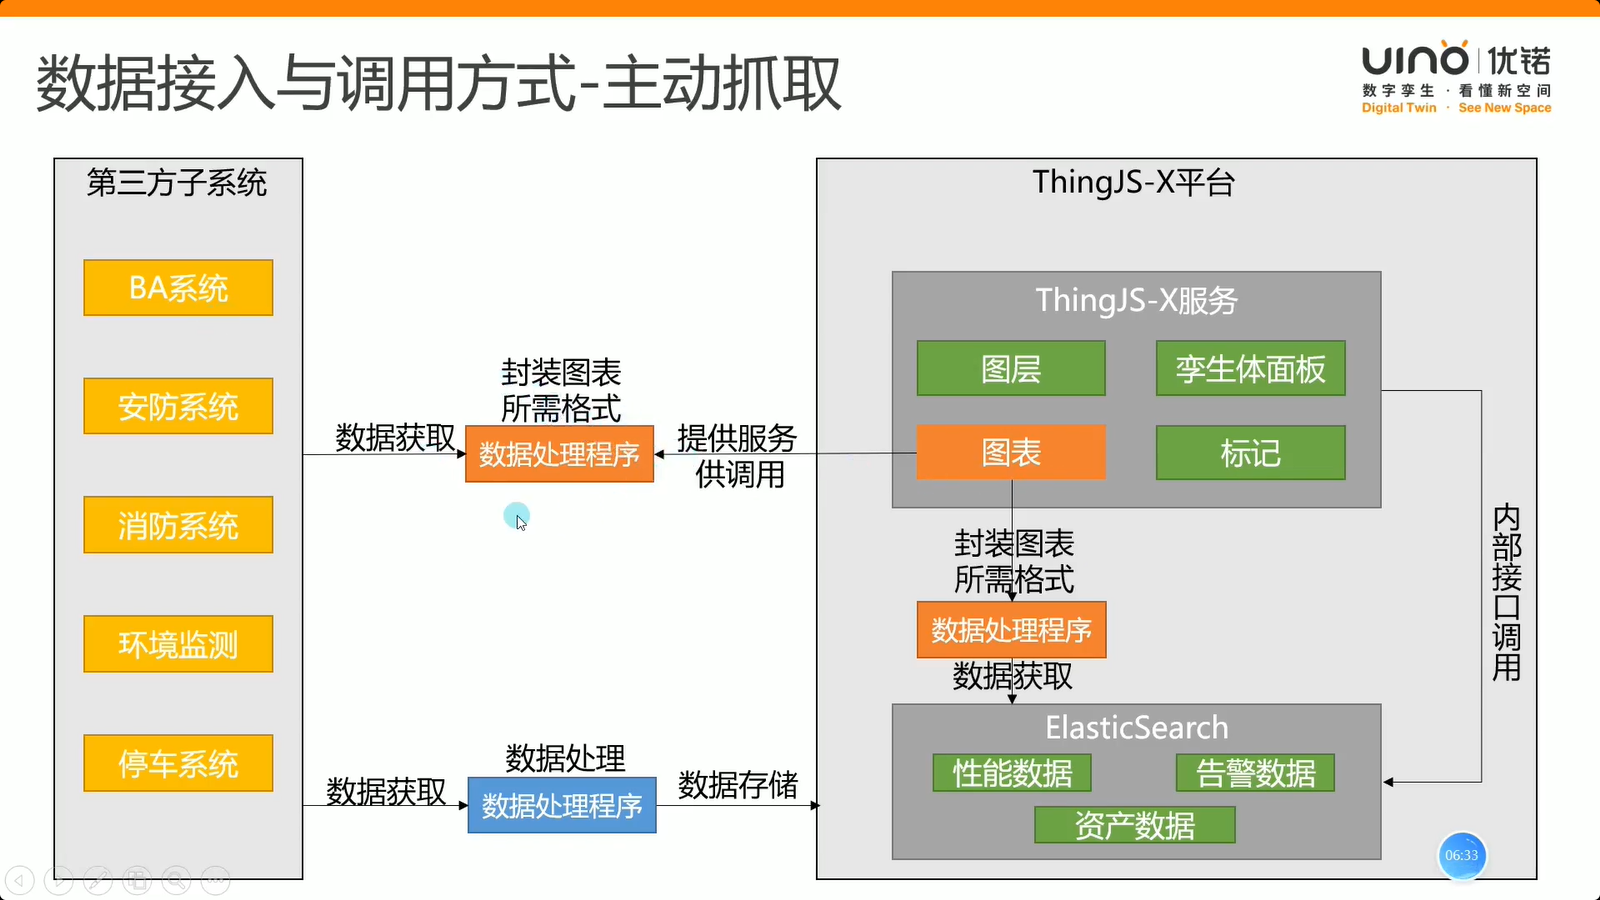 数据接入与调用方式-主动抓取
UINO 优锘
数字孪生 · 看懂新空间
Digital Twin · See New Space
第三方子系统
BA系统
安防系统
消防系统
环境监测
停车系统
数据获取
封装图表
所需格式
数据处理程序
提供服务
供调用
数据获取
数据处理
数据处理程序
数据存储
ThingJS-X平台
ThingJS-X服务
图层
孪生体面板
图表
标记
封装图表
所需格式
数据处理程序
数据获取
ElasticSearch
性能数据
告警数据
资产数据
内部接口调用
06:33